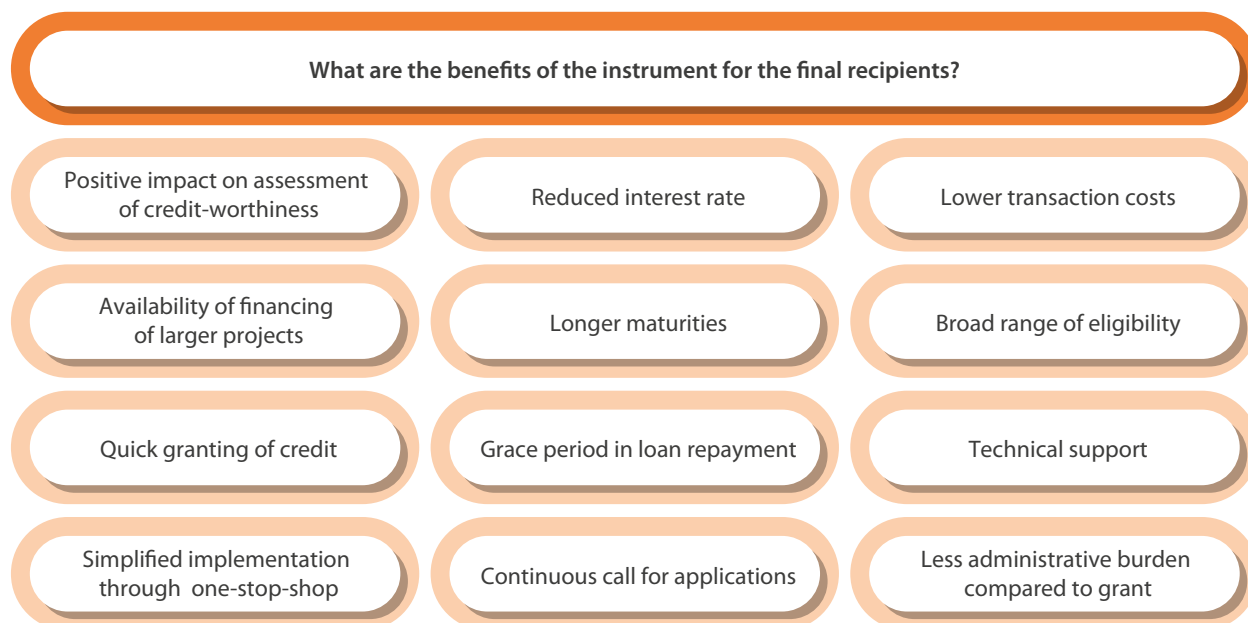 What are the benefits of the instrument for the final recipients?
Positive impact on assessment
of credit-worthiness
Reduced interest rate
Lower transaction costs
Availability of financing
of larger projects
Longer maturities
Broad range of eligibility
Quick granting of credit
Grace period in loan repayment
Technical support
Simplified implementation
through one-stop-shop
Continuous call for applications
Less administrative burden
compared to grant